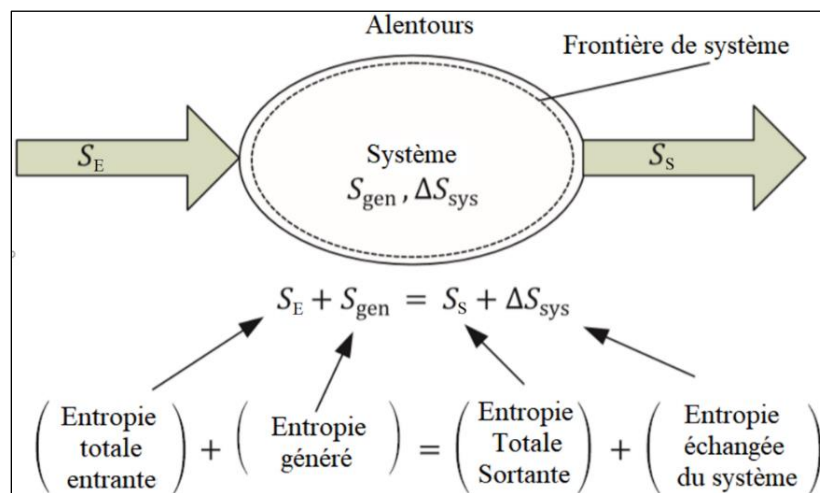 Alentours
Frontière de système
S_E
Système
S_gen , ΔS_sys
S_S
S_E + S_gen = S_S + ΔS_sys
(Entropie totale entrante) + (Entropie généré) = (Entropie Totale Sortante) + (Entropie échangée du système)